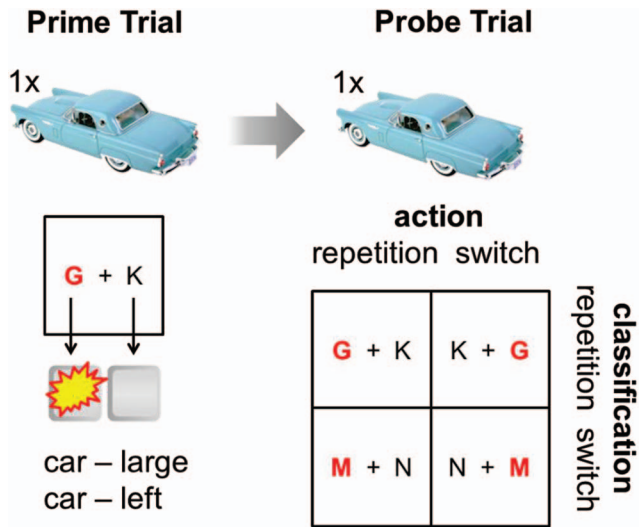 Prime Trial
Probe Trial
1x
1x
G + K
car – large
car – left
action
repetition switch
G + K
K + G
M + N
N + M
classification
repetition switch